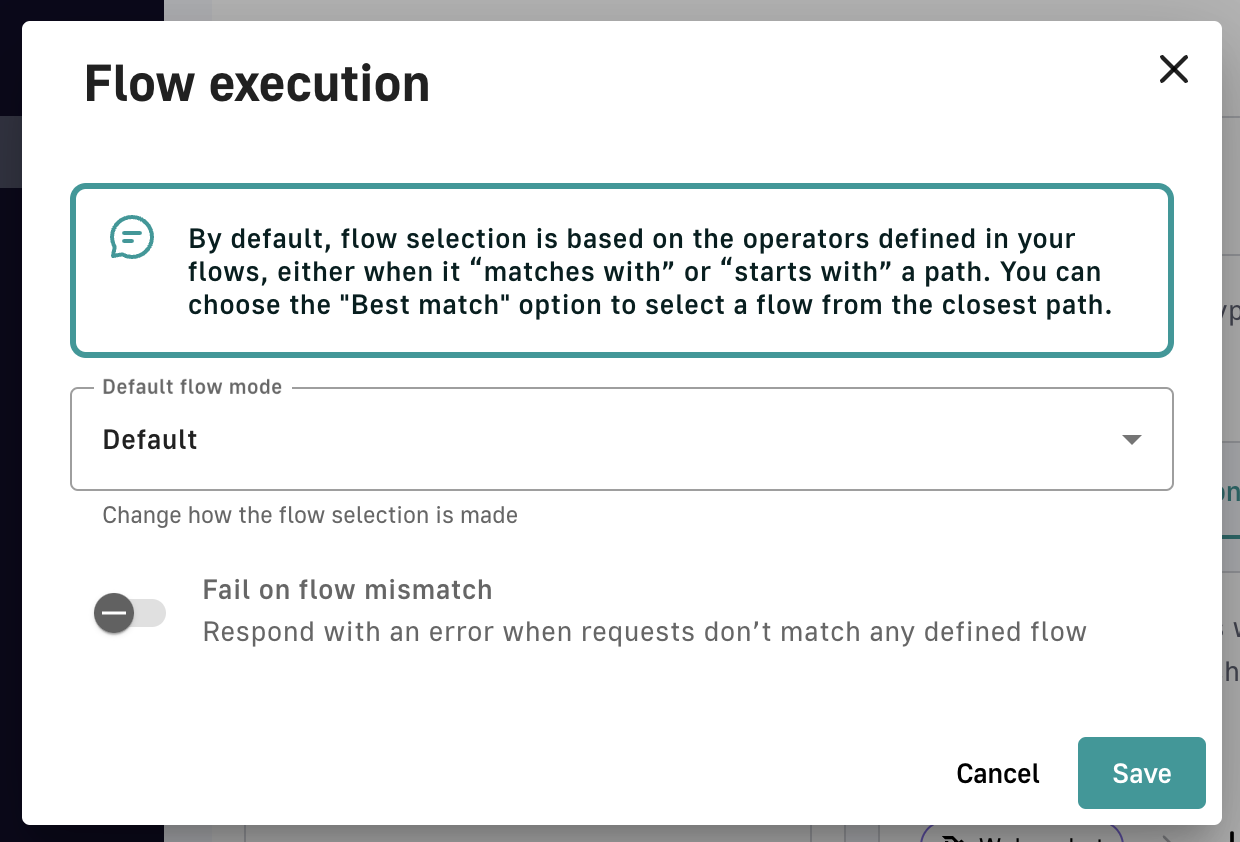 Flow execution
By default, flow selection is based on the operators defined in your
flows, either when it “matches with” or “starts with” a path. You can
choose the "Best match" option to select a flow from the closest path.
Default flow mode
Default
Change how the flow selection is made
Fail on flow mismatch
Respond with an error when requests don’t match any defined flow
Cancel
Save